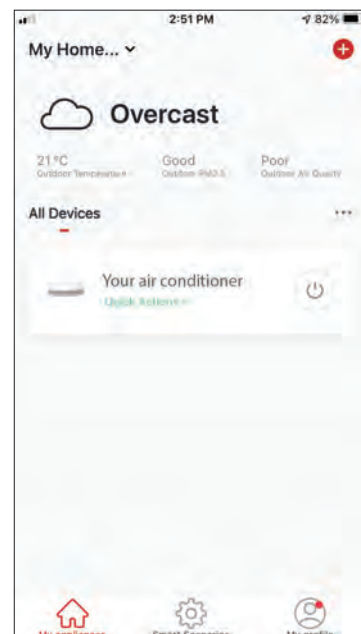 2:51 PM
82%
My Home...
Overcast
21 °C
Good
Poor
Outdoor Temperature
Outdoor PM2.5
Outdoor Air Quality
All Devices
Your air conditioner
Quick Actions
My appliances
Smart Scenarios
My profile